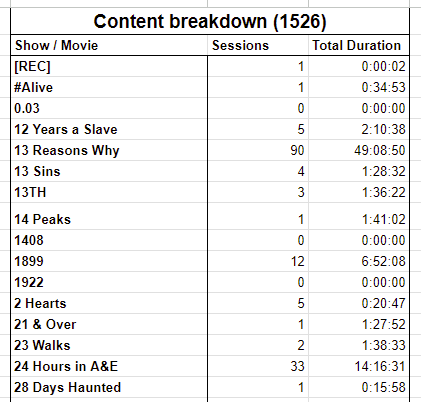 Content breakdown (1526)
Show / Movie Sessions Total Duration
[REC] 1 0:00:02
#Alive 1 0:34:53
0.03 0 0:00:00
12 Years a Slave 5 2:10:38
13 Reasons Why 90 49:08:50
13 Sins 4 1:28:32
13TH 3 1:36:22
14 Peaks 1 1:41:02
1408 0 0:00:00
1899 12 6:52:08
1922 0 0:00:00
2 Hearts 5 0:20:47
21 & Over 1 1:27:52
23 Walks 2 1:38:33
24 Hours in A&E 33 14:16:31
28 Days Haunted 1 0:15:58